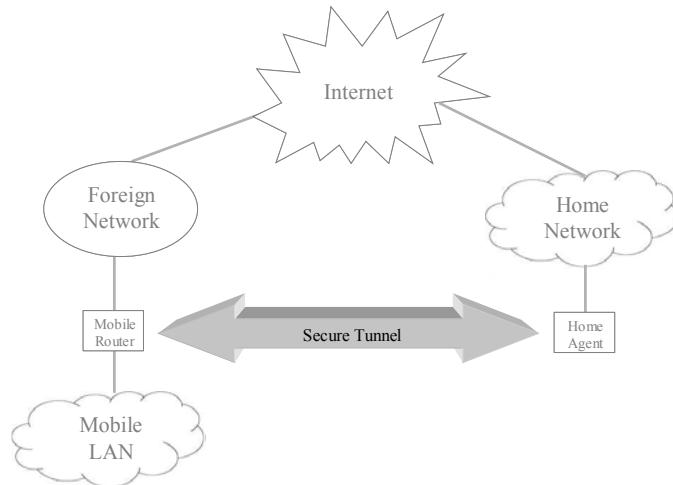 Internet
Foreign
Network
Home
Network
Mobile
Router
Secure Tunnel
Home
Agent
Mobile
LAN